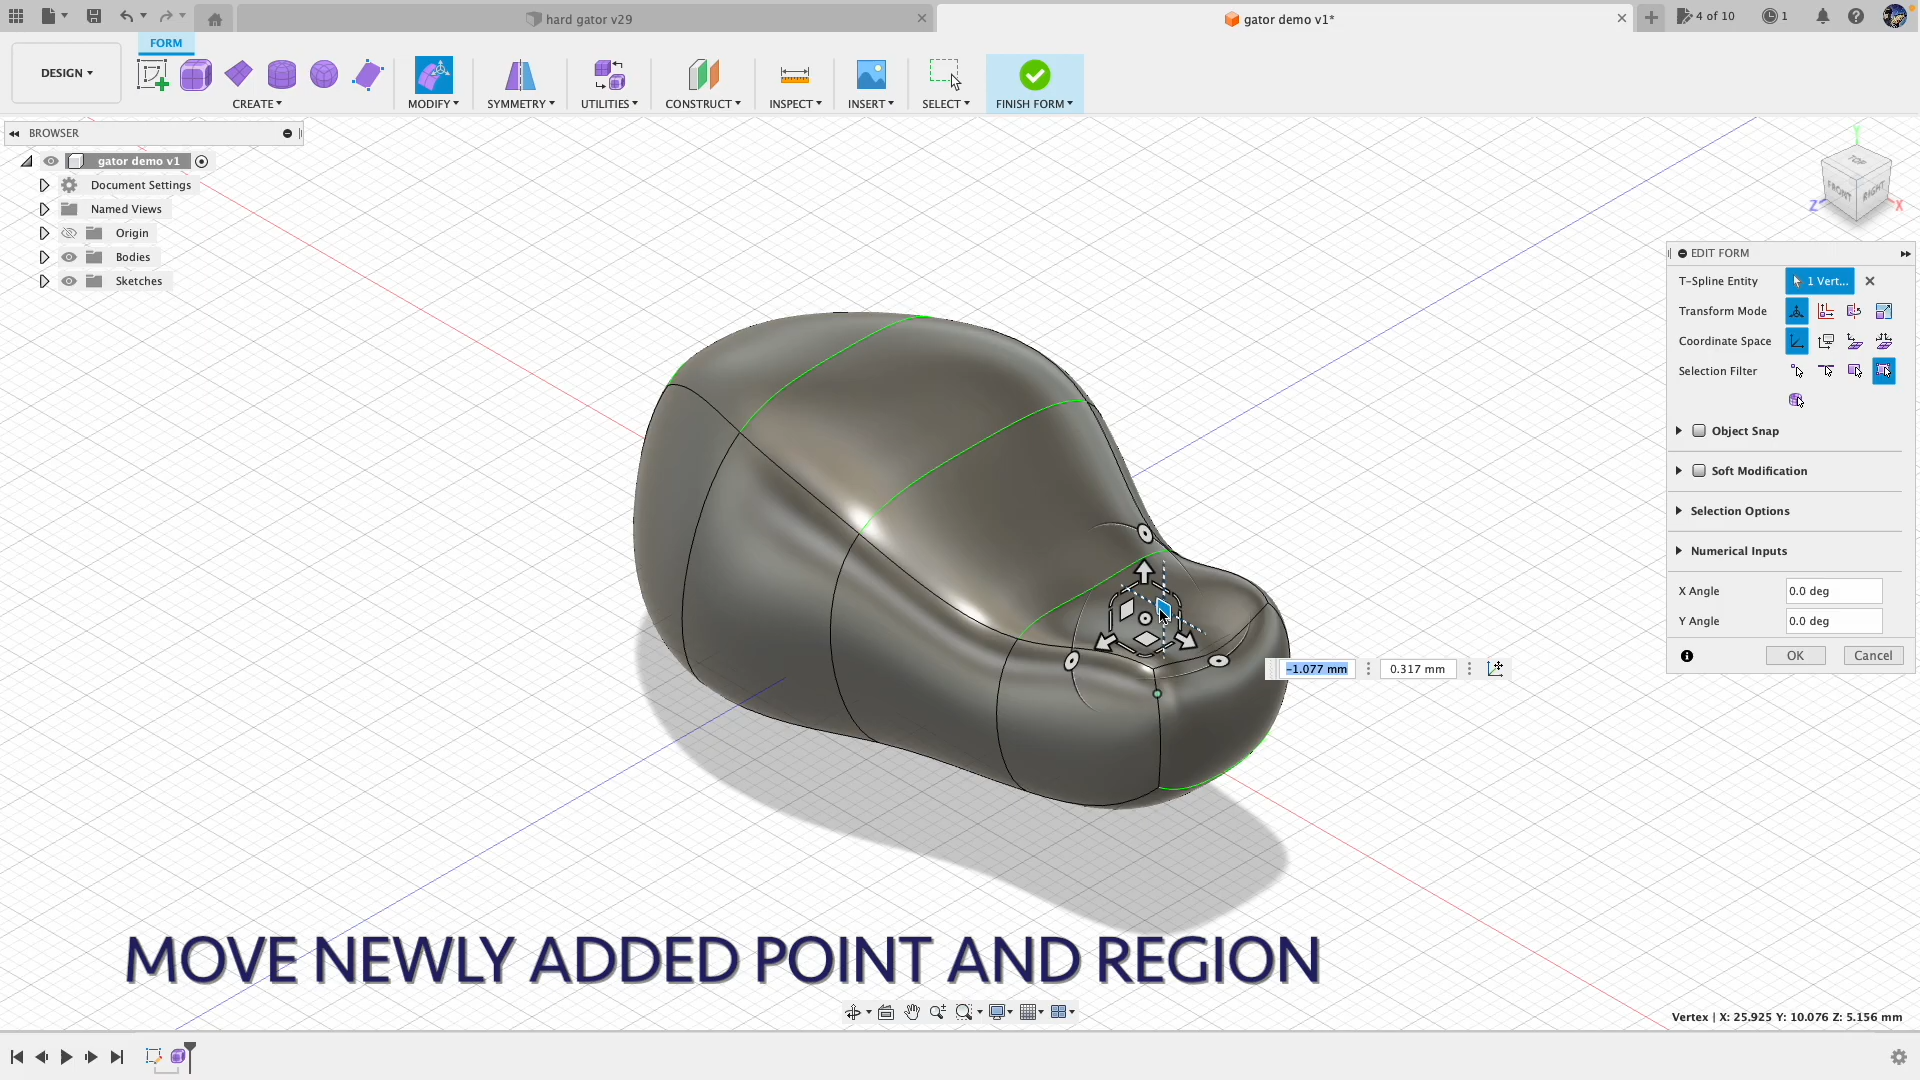 hard gator v29
gator demo v1*
4 of 10
1
FORM
DESIGN
CREATE
MODIFY
SYMMETRY
UTILITIES
CONSTRUCT
INSPECT
INSERT
SELECT
FINISH FORM
BROWSER
gator demo v1
Document Settings
Named Views
Origin
Bodies
Sketches
Y
TOP
FRONT
RIGHT
Z
X
EDIT FORM
T-Spline Entity
1 Vert...
Transform Mode
Coordinate Space
Selection Filter
Object Snap
Soft Modification
Selection Options
Numerical Inputs
X Angle
0.0 deg
Y Angle
0.0 deg
OK
Cancel
-1.077 mm
0.317 mm
MOVE NEWLY ADDED POINT AND REGION
Vertex | X: 25.925 Y: 10.076 Z: 5.156 mm